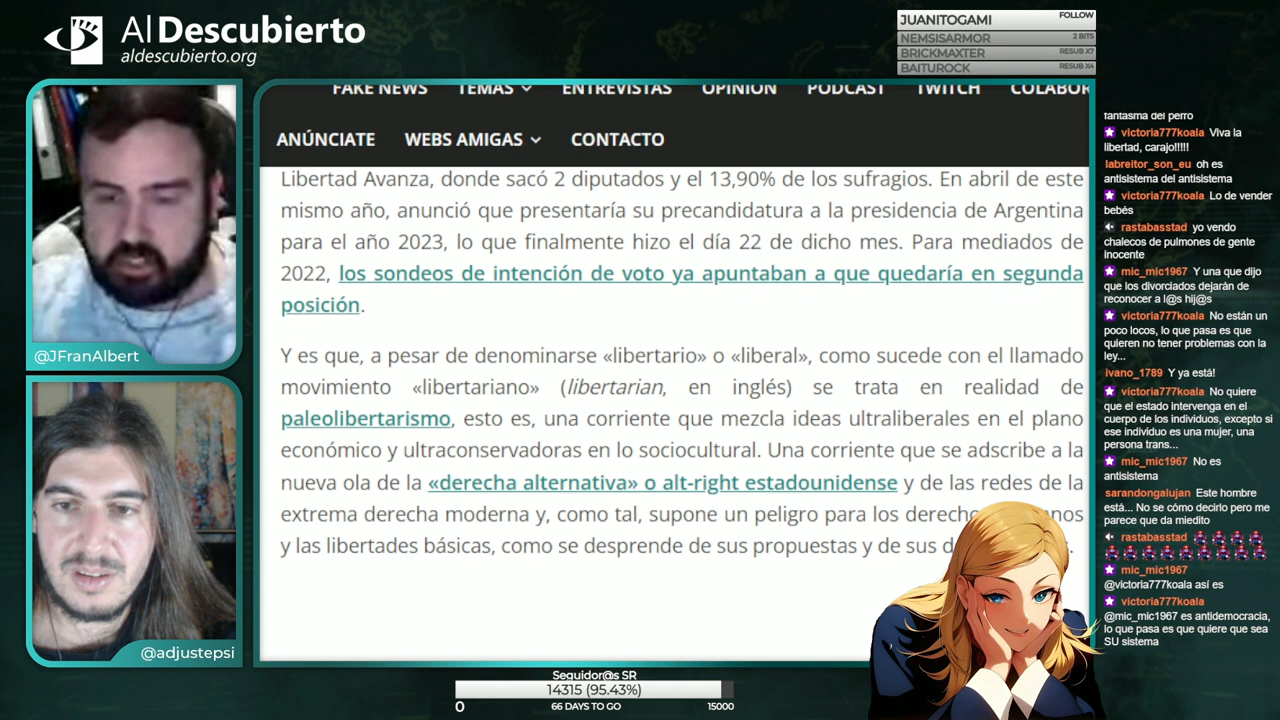 Al Descubierto
aldescubierto.org
JUANITOGAMI FOLLOW
NEMSISARMOR 2 BITS
BRICKMAXTER RESUB X7
BAITUROCK RESUB X4
FAKE NEWS TEMAS ENTREVISTAS OPINIÓN PODCAST TWITCH COLABOR
ANÚNCIATE WEBS AMIGAS CONTACTO
Libertad Avanza, donde sacó 2 diputados y el 13,90% de los sufragios. En abril de este
mismo año, anunció que presentaría su precandidatura a la presidencia de Argentina
para el año 2023, lo que finalmente hizo el día 22 de dicho mes. Para mediados de
2022, los sondeos de intención de voto ya apuntaban a que quedaría en segunda
posición.
Y es que, a pesar de denominarse «libertario» o «liberal», como sucede con el llamado
movimiento «libertariano» (libertarian, en inglés) se trata en realidad de
paleolibertarismo, esto es, una corriente que mezcla ideas ultraliberales en el plano
económico y ultraconservadoras en lo sociocultural. Una corriente que se adscribe a la
nueva ola de la «derecha alternativa» o alt-right estadounidense y de las redes de la
extrema derecha moderna y, como tal, supone un peligro para los derecho anos
y las libertades básicas, como se desprende de sus propuestas y de sus d
@JFranAlbert
@adjustepsi
fantasma del perro
victoria777koala Viva la
libertad, carajo!!!!!
labreitor_son_eu oh es
antisistema del antisistema
victoria777koala Lo de vender
bebés
rastabasstad yo vendo
chalecos de pulmones de gente
inocente
mic_mic1967 Y una que dijo
que los divorciados dejarán de
reconocer a l@s hij@s
victoria777koala No están un
poco locos, lo que pasa es que
quieren no tener problemas con la
ley...
ivano_1789 Y ya está!
victoria777koala No quiere
que el estado intervenga en el
cuerpo de los individuos, excepto si
ese individuo es una mujer, una
persona trans...
mic_mic1967 No es
antisistema
sarandongalujan Este hombre
está... No se cómo decirlo pero me
parece que da miedito
rastabasstad
mic_mic1967
@victoria777koala así es
victoria777koala
@mic_mic1967 es antidemocracia,
lo que pasa es que quiere que sea
SU sistema
Seguidor@s SR
14315 (95.43%)
0 66 DAYS TO GO 15000